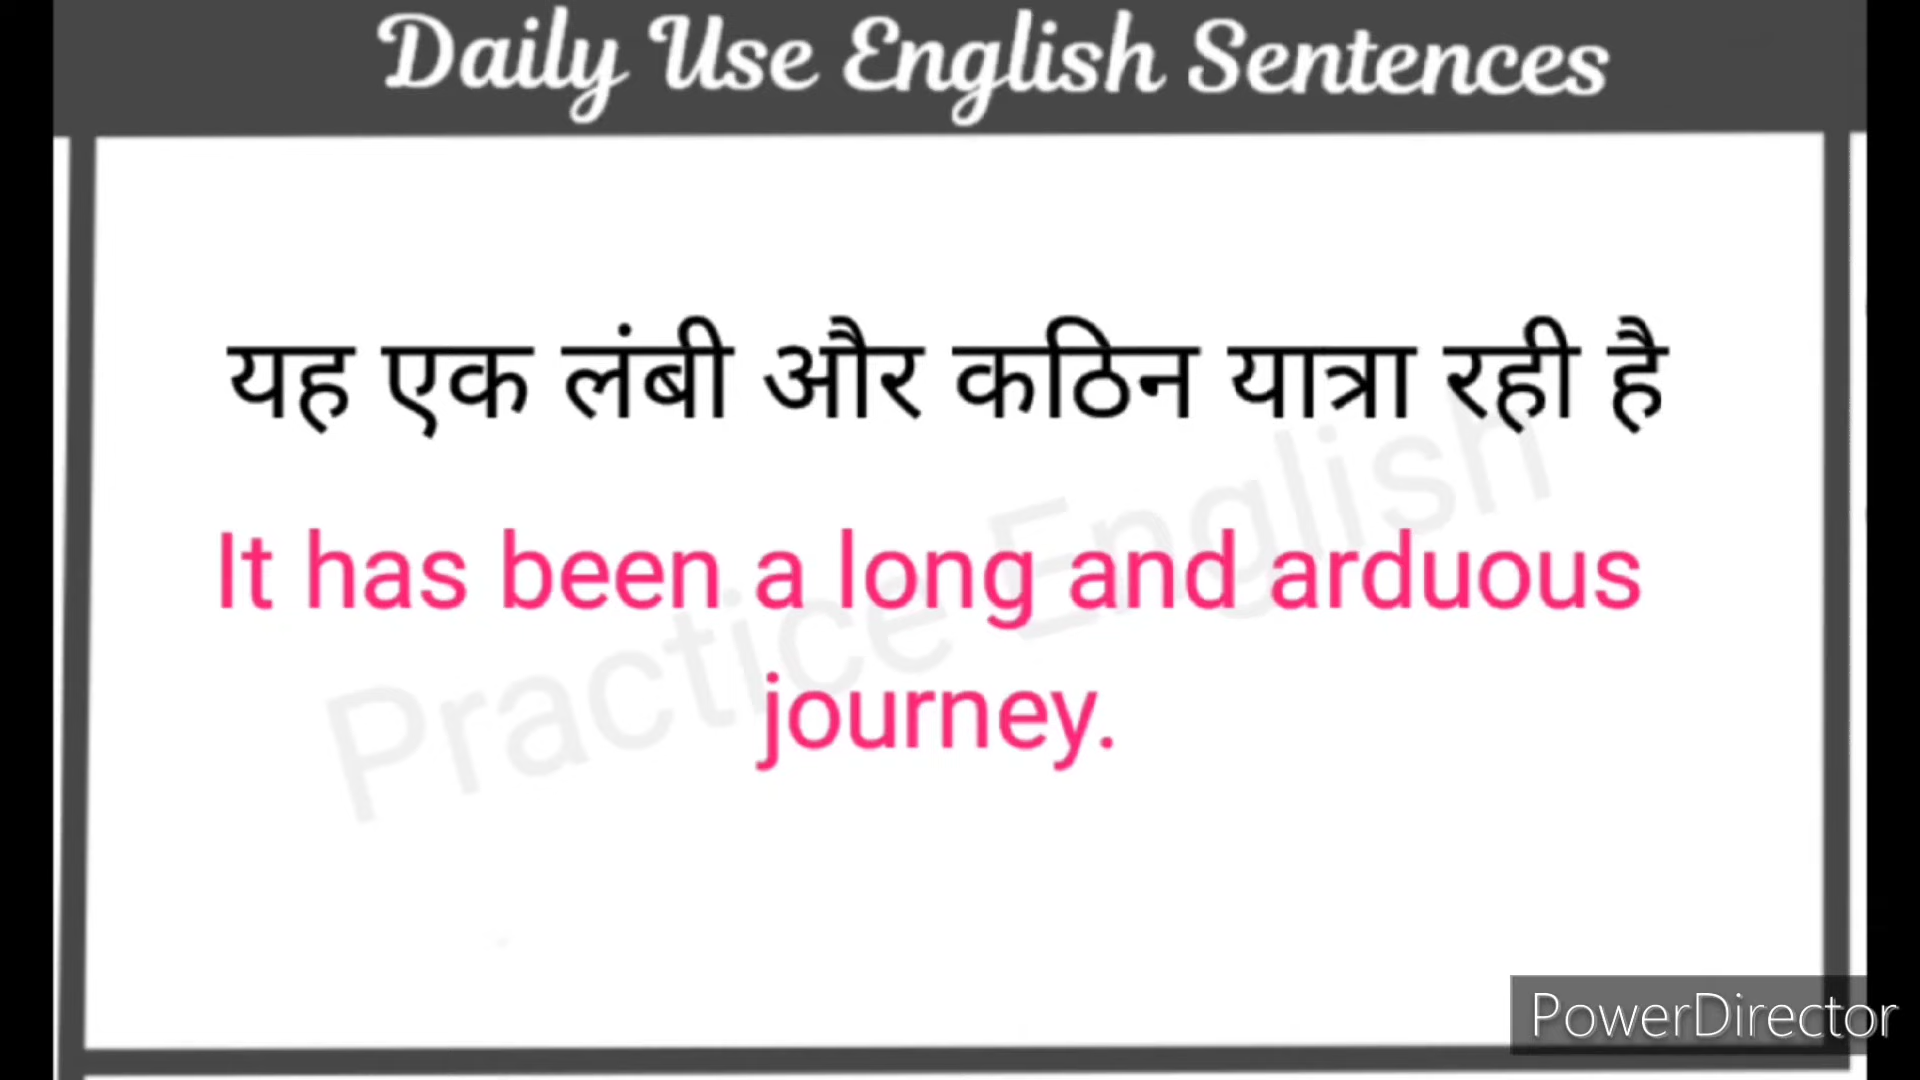 Daily Use English Sentences
यह एक लंबी और कठिन यात्रा रही है
It has been a long and arduous
journey.
Practice English
PowerDirector